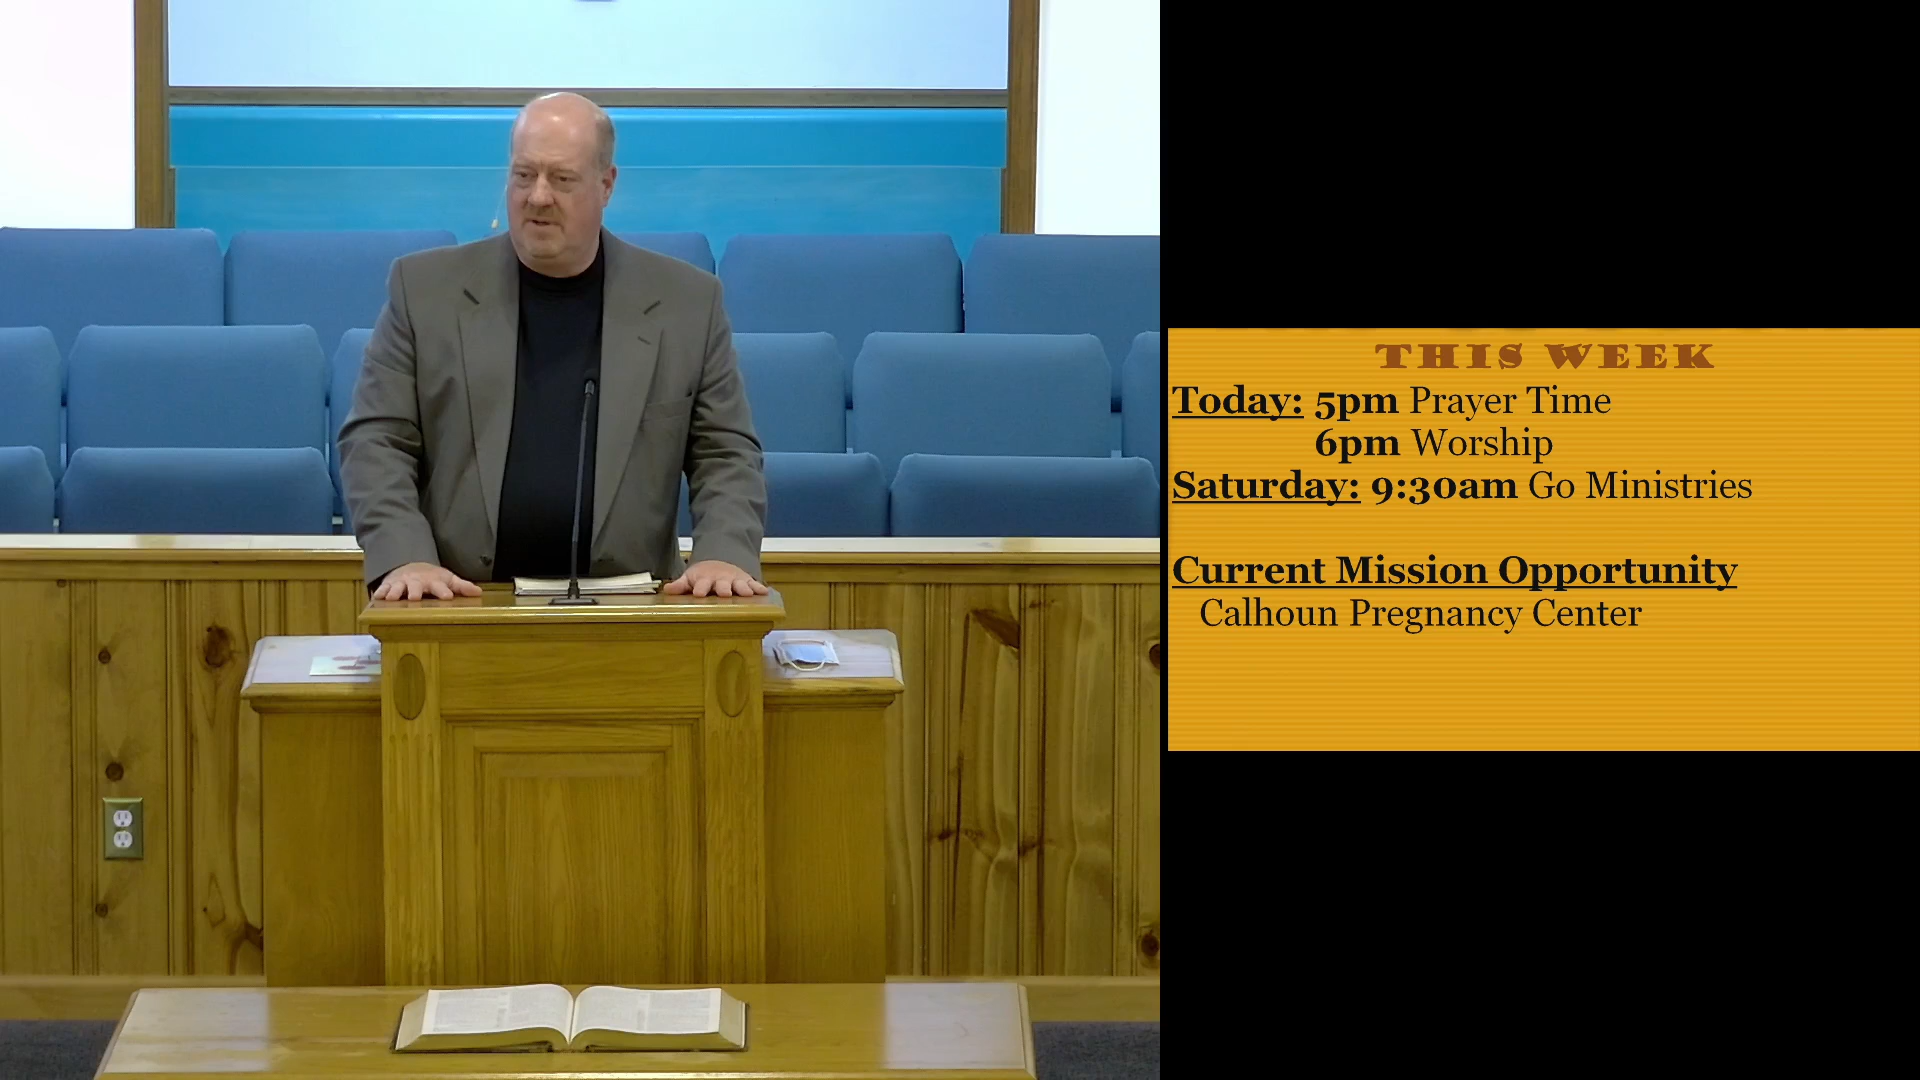 THIS WEEK
Today: 5pm Prayer Time
6pm Worship
Saturday: 9:30am Go Ministries
Current Mission Opportunity
Calhoun Pregnancy Center